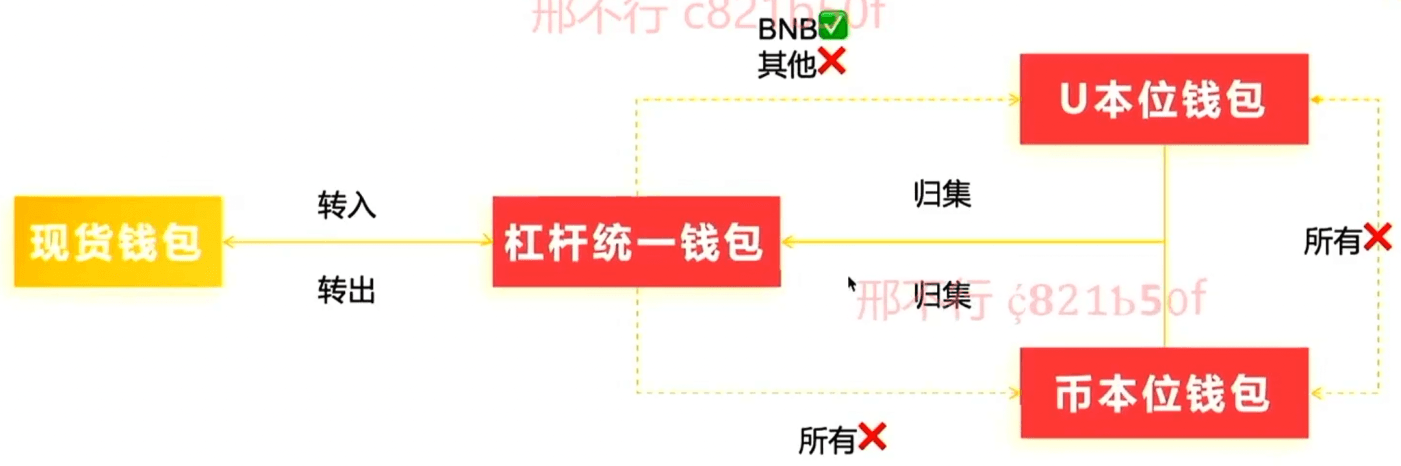 邢不行 c821b50f
BNB✅
其他❌
U本位钱包
转入
归集
现货钱包
杠杆统一钱包
所有❌
转出
归集
邢不行 c821b50f
币本位钱包
所有❌